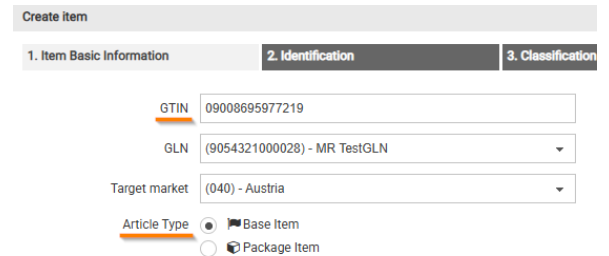 Create item
1. Item Basic Information 2. Identification 3. Classification
GTIN 09008695977219
GLN (9054321000028) - MR TestGLN
Target market (040) - Austria
Article Type Base Item
Package Item